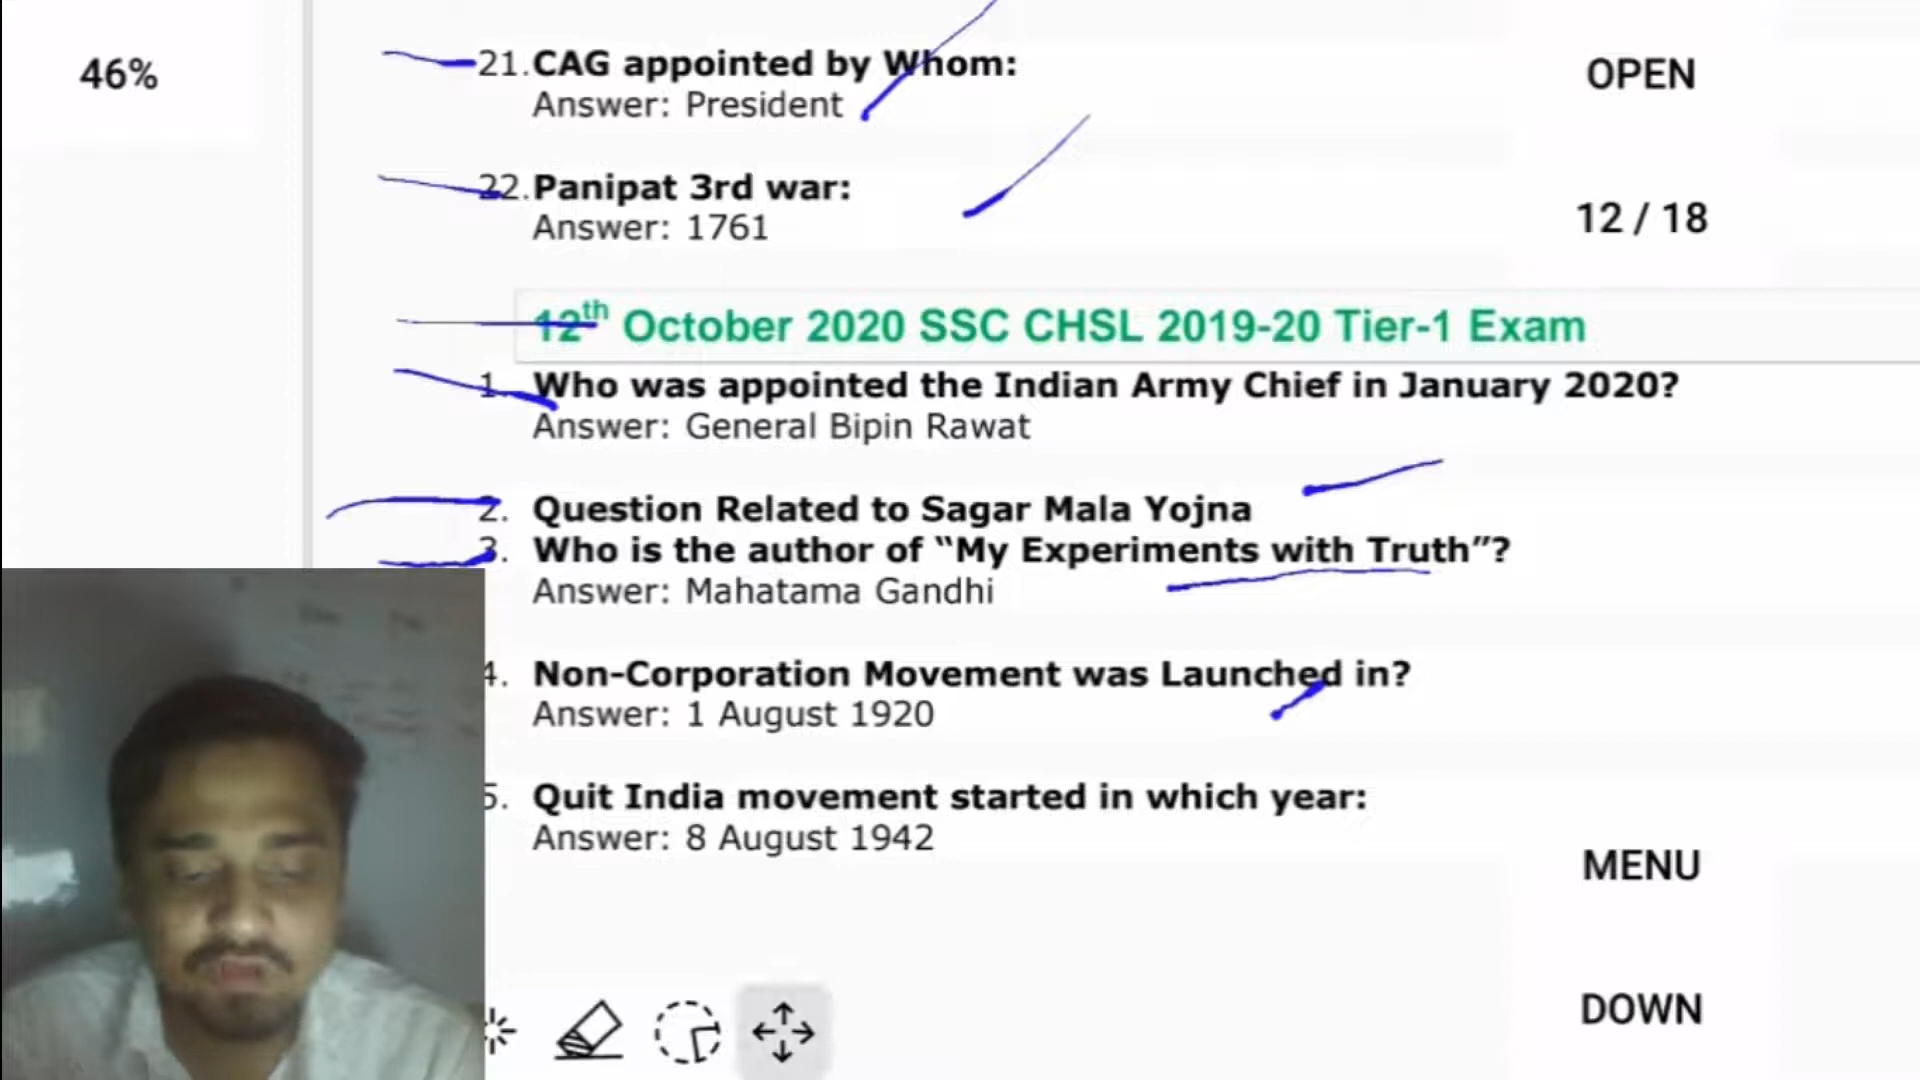 46%
21. CAG appointed by Whom:
Answer: President
OPEN
22. Panipat 3rd war:
Answer: 1761
12 / 18
12th October 2020 SSC CHSL 2019-20 Tier-1 Exam
1. Who was appointed the Indian Army Chief in January 2020?
Answer: General Bipin Rawat
2. Question Related to Sagar Mala Yojna
3. Who is the author of “My Experiments with Truth”?
Answer: Mahatama Gandhi
4. Non-Corporation Movement was Launched in?
Answer: 1 August 1920
5. Quit India movement started in which year:
Answer: 8 August 1942
MENU
DOWN